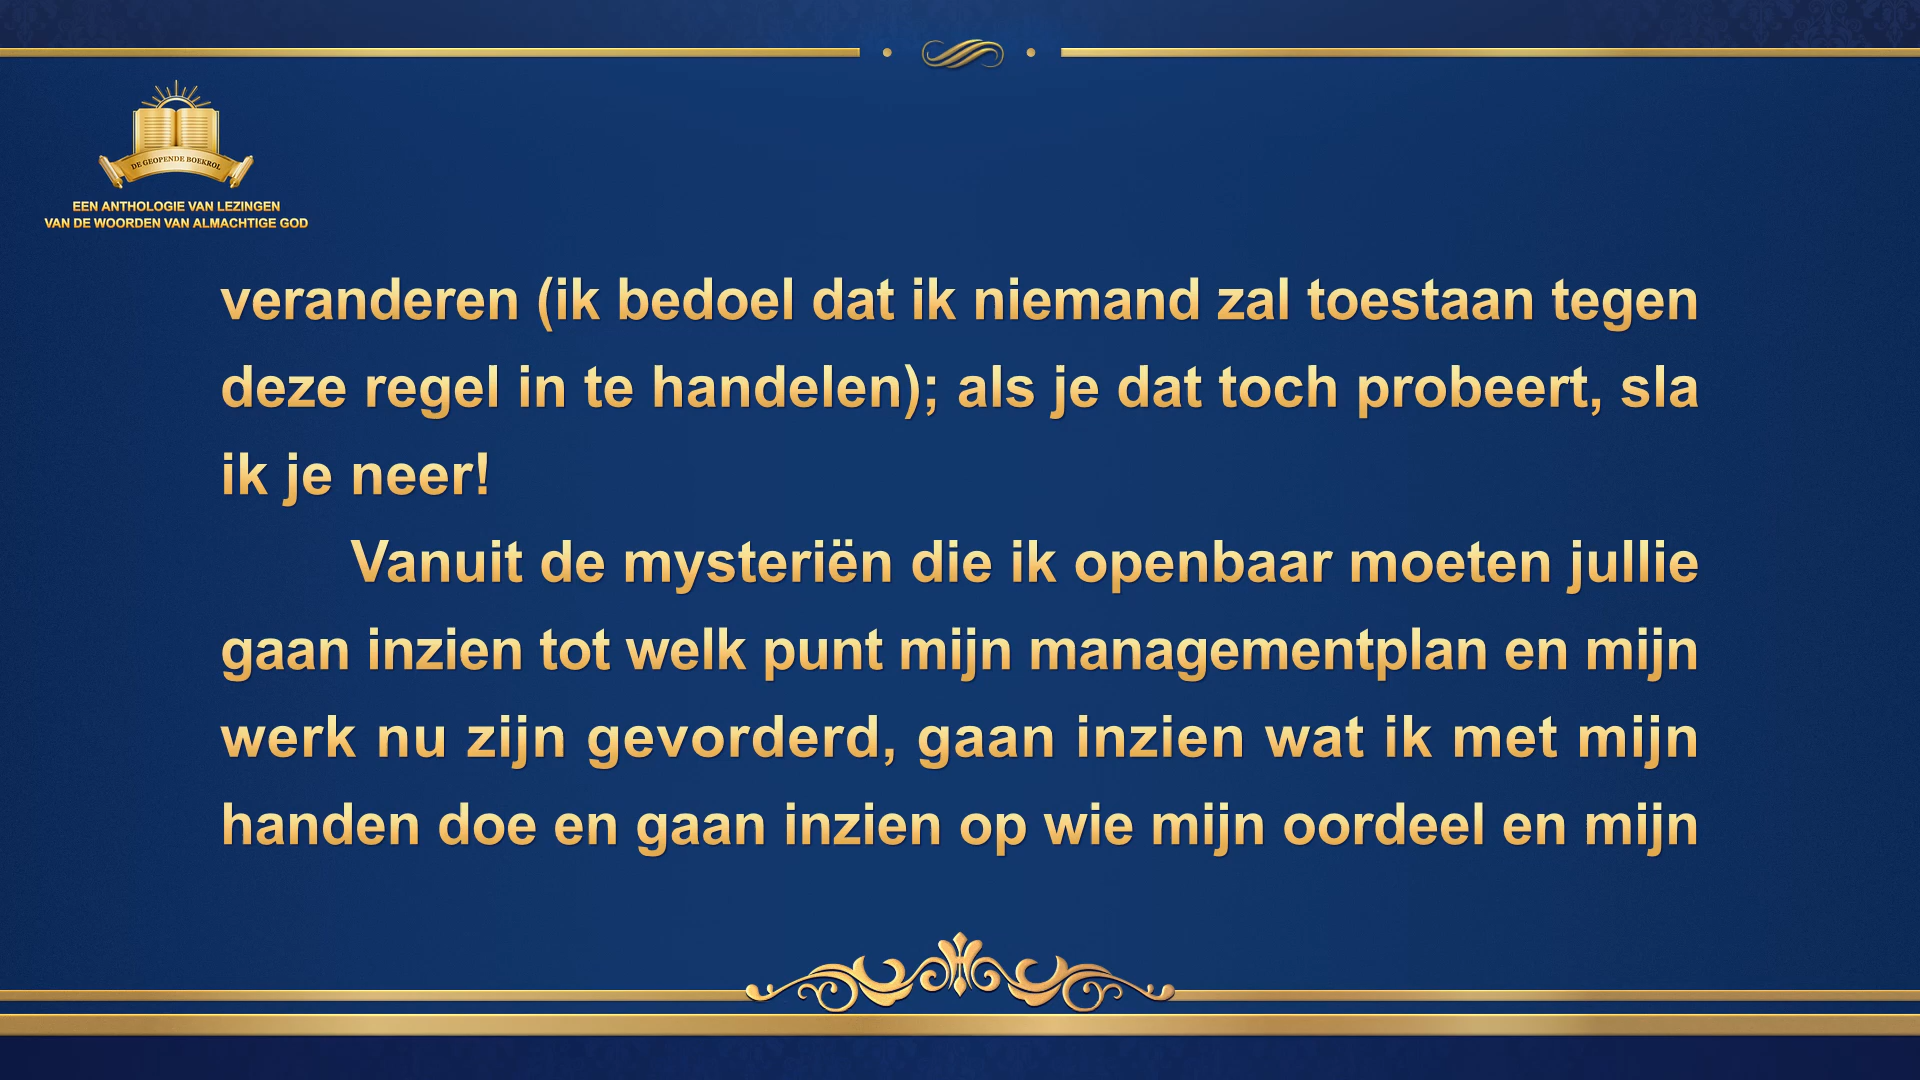 DE GEOPENDE BOEKROL
EEN ANTHOLOGIE VAN LEZINGEN
VAN DE WOORDEN VAN ALMACHTIGE GOD
veranderen (ik bedoel dat ik niemand zal toestaan tegen
deze regel in te handelen); als je dat toch probeert, sla
ik je neer!
Vanuit de mysteriën die ik openbaar moeten jullie
gaan inzien tot welk punt mijn managementplan en mijn
werk nu zijn gevorderd, gaan inzien wat ik met mijn
handen doe en gaan inzien op wie mijn oordeel en mijn